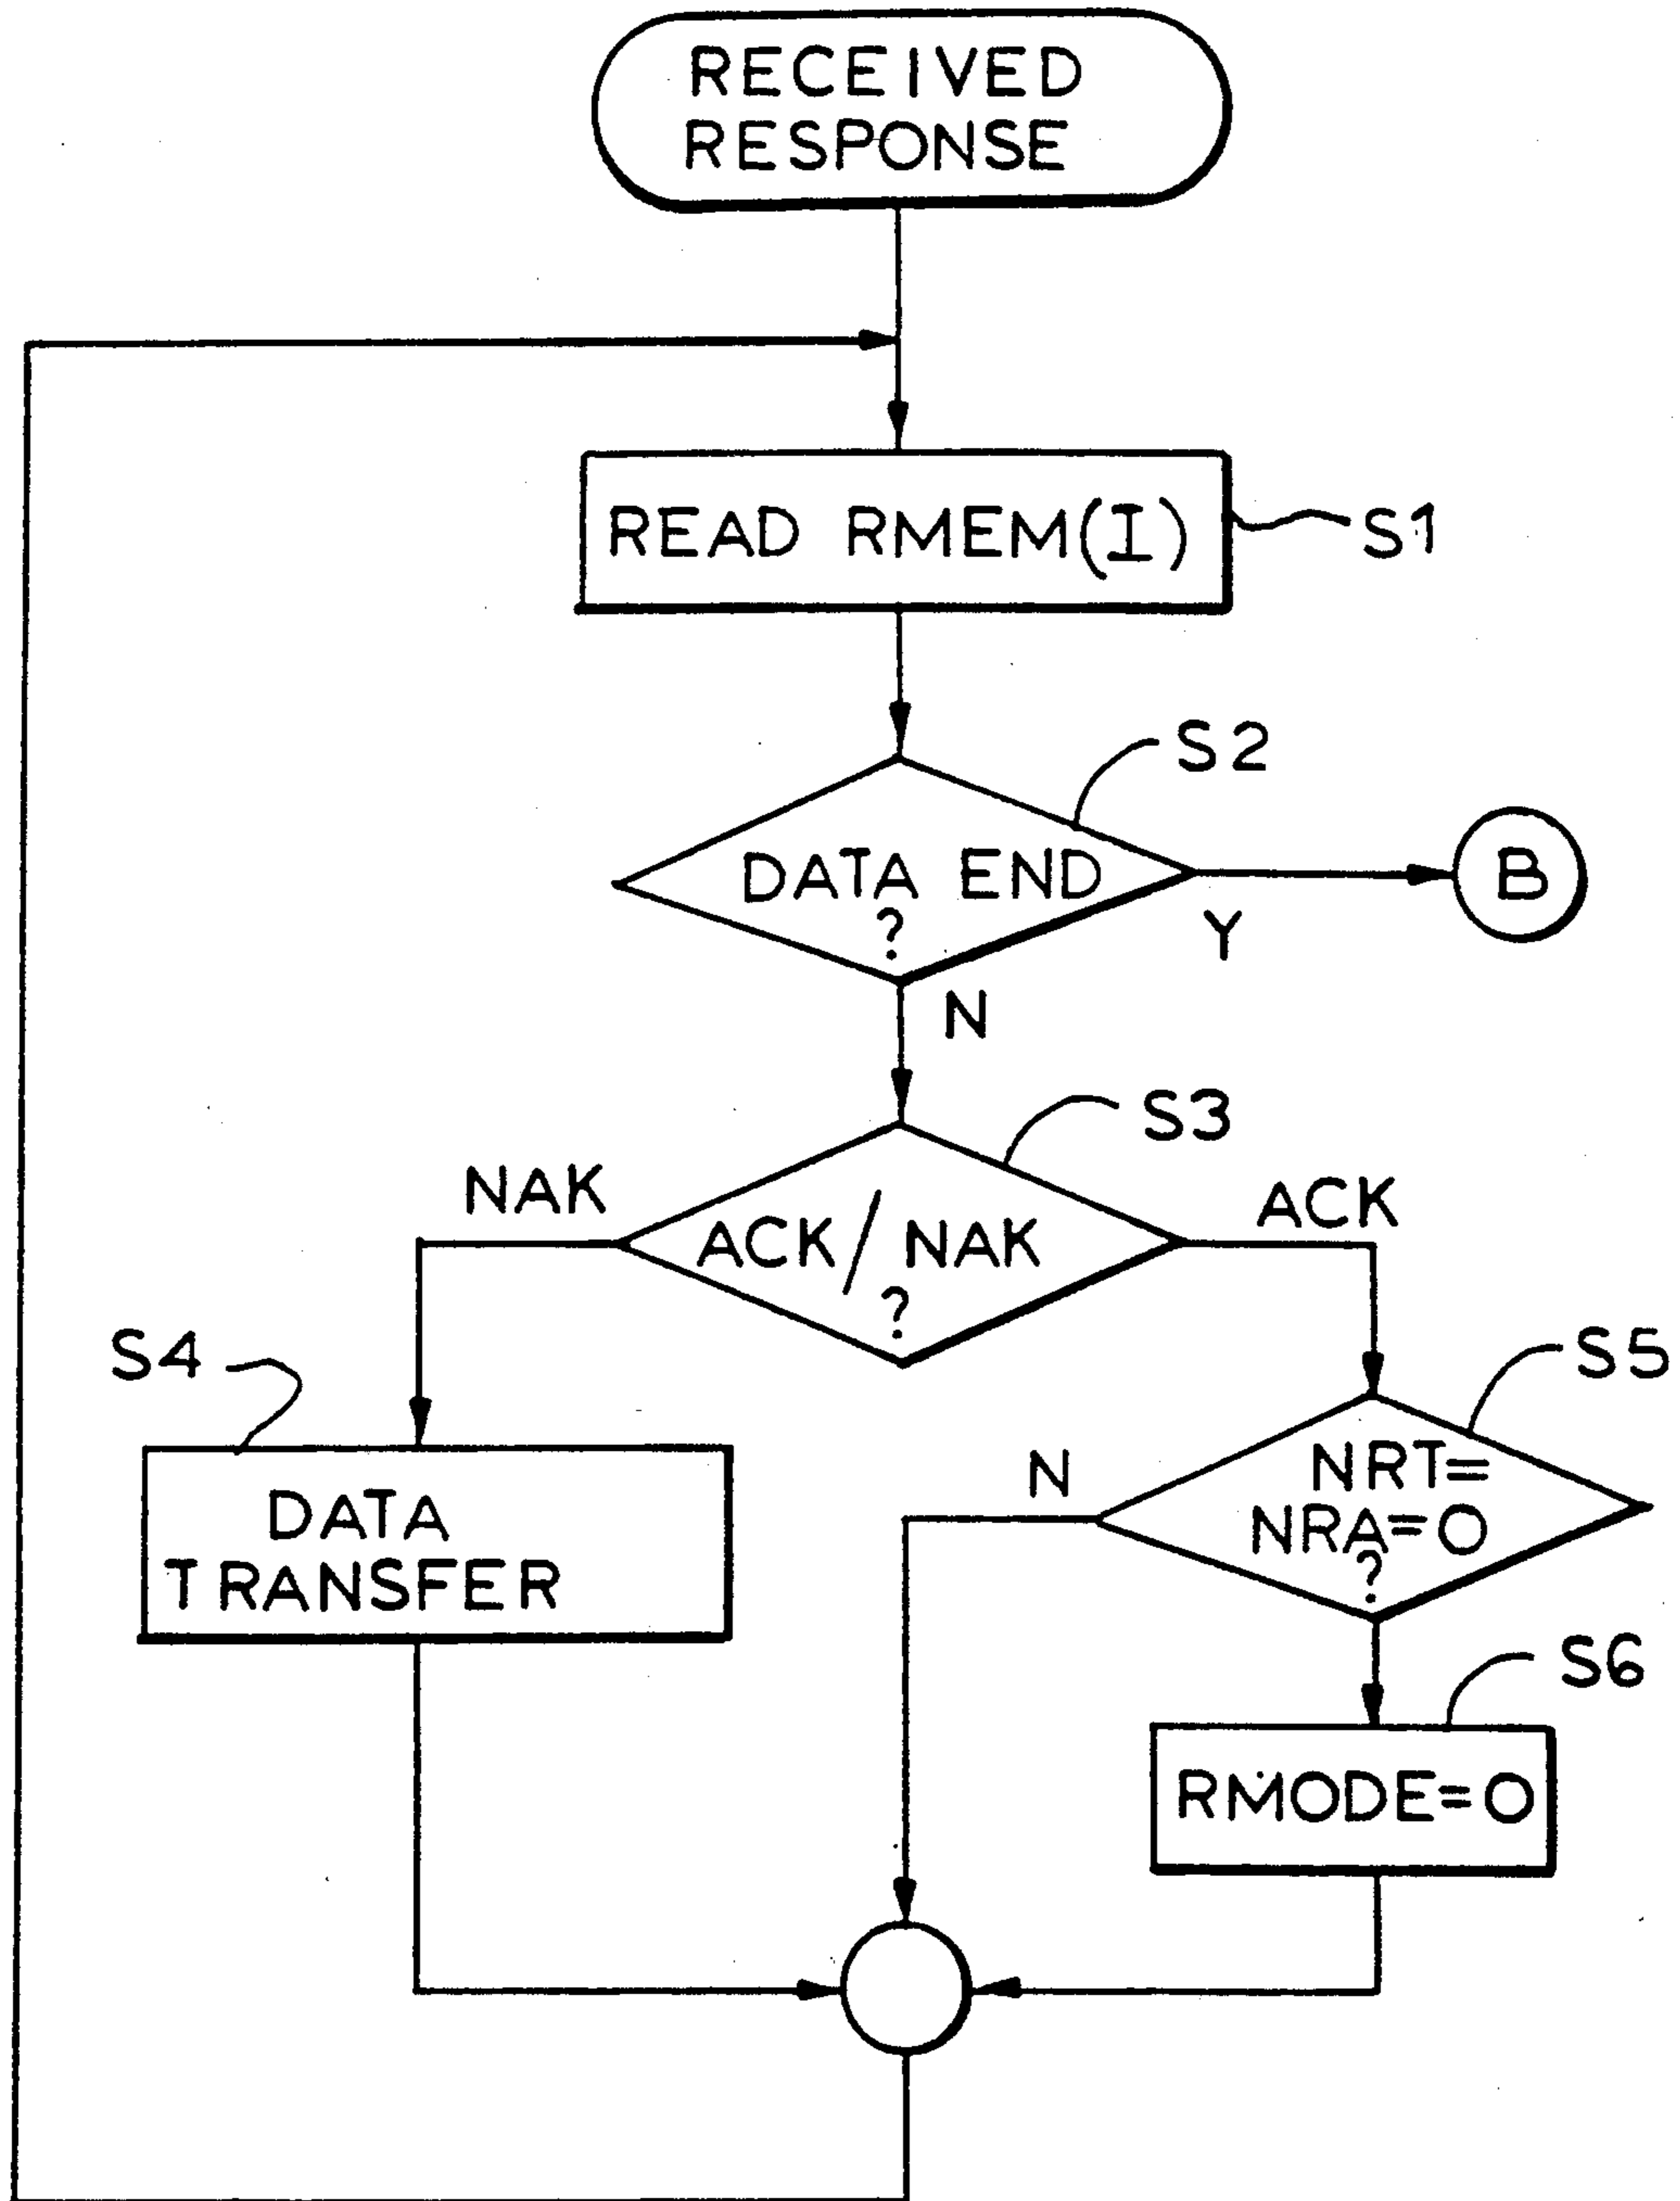 RECEIVED
RESPONSE
READ RMEM(I)
S1
S2
DATA END
?
Y
B
N
S3
NAK
ACK/NAK
?
ACK
S4
DATA
TRANSFER
S5
N
NRT=
NRA=0
?
S6
RMODE=0